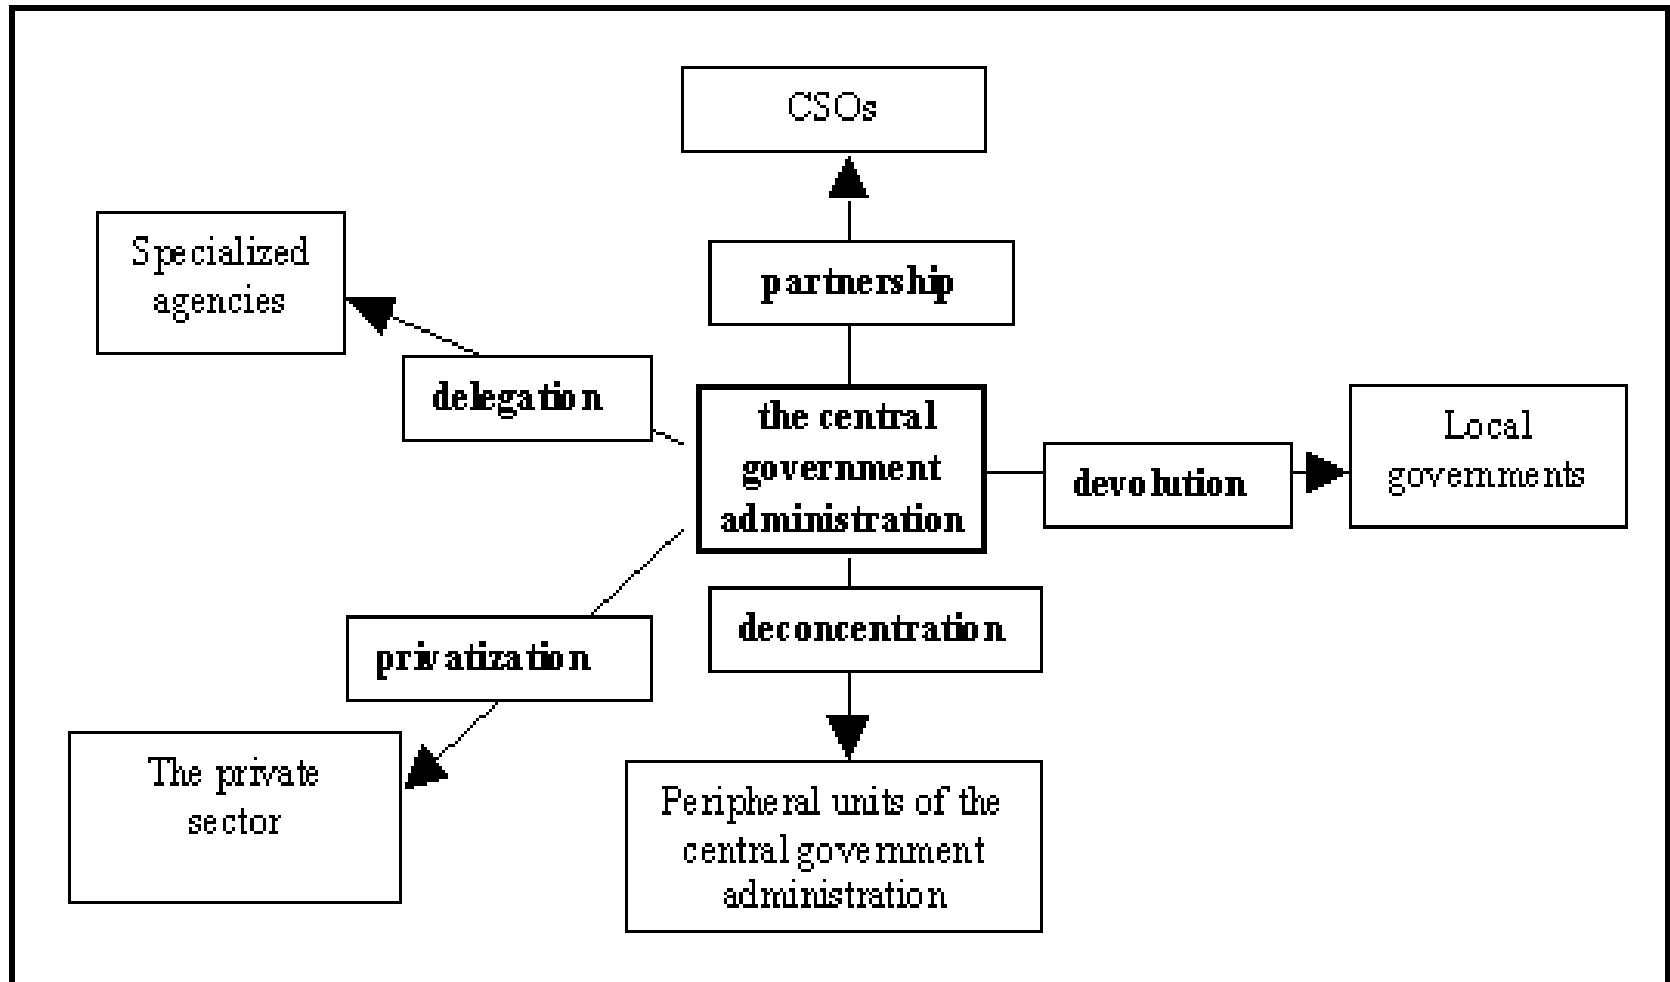 CSOs
Specialized
agencies
partnership
delegation
the central
government
administration
Local
governments
devolution
deconcentration
privatization
The private
sector
Peripheral units of the
central government
administration